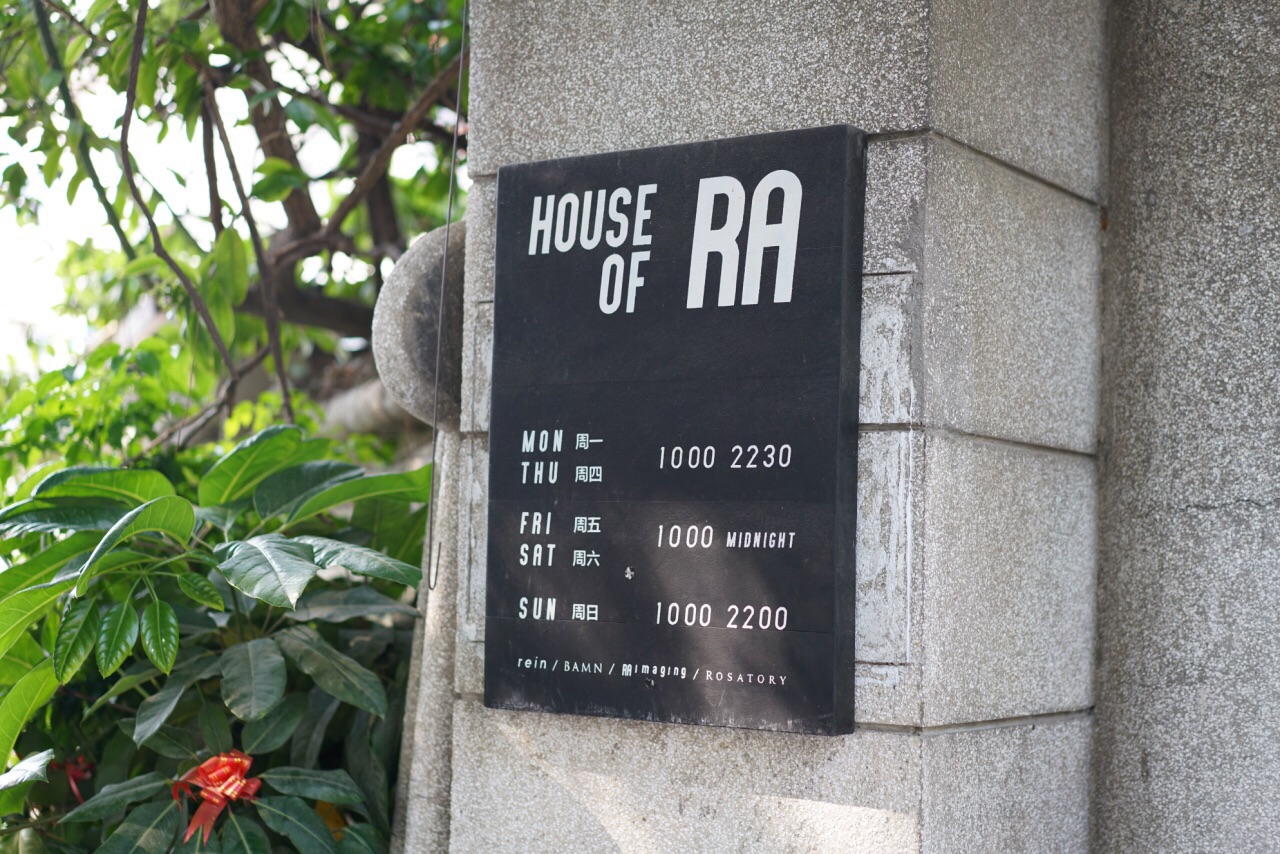 HOUSE
OF
RA
MON 周一
THU 周四
1000 2230
FRI 周五
SAT 周六
1000 MIDNIGHT
SUN 周日 1000 2200
rein / BAMN / RAimaging / ROSATORY